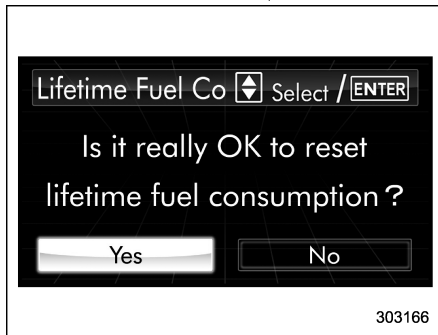 Lifetime Fuel Co Select / ENTER
Is it really OK to reset
lifetime fuel consumption ?
Yes No
303166